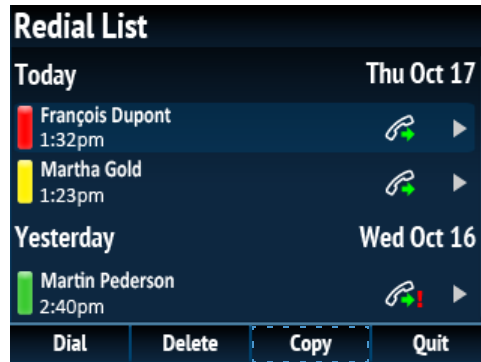 Redial List
Today Thu Oct 17
François Dupont
1:32pm
Martha Gold
1:23pm
Yesterday Wed Oct 16
Martin Pederson
2:40pm
Dial Delete Copy Quit